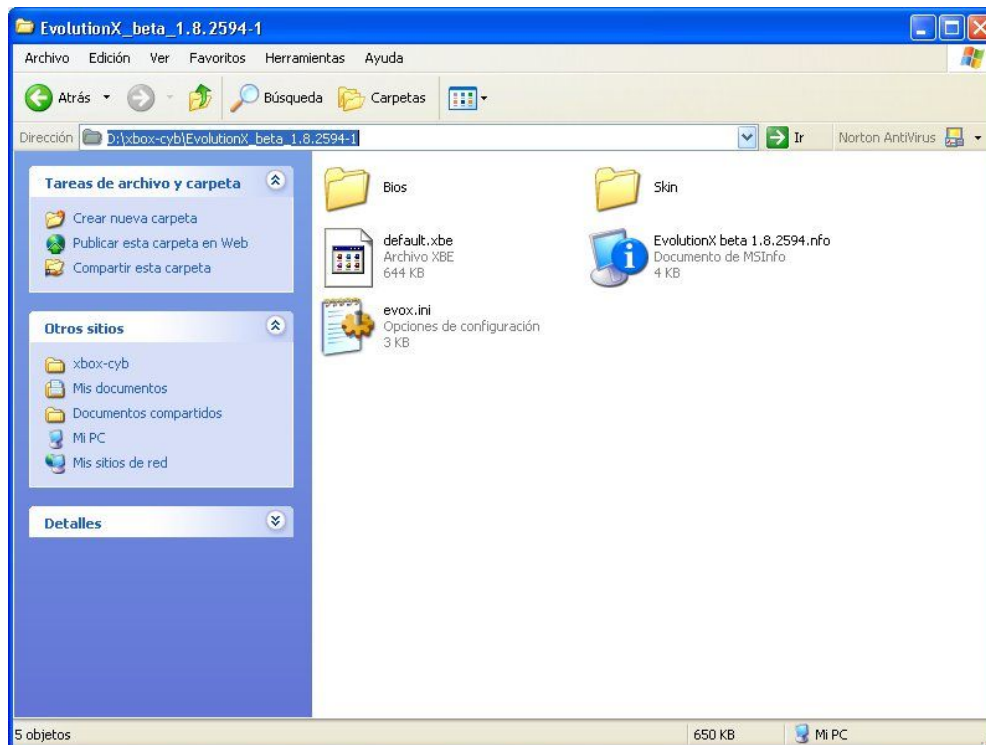 EvolutionX_beta_1.8.2594-1
Archivo Edición Ver Favoritos Herramientas Ayuda
Atrás Búsqueda Carpetas
Dirección D:\xbox-cyb\EvolutionX_beta_1.8.2594-1 Ir Norton AntiVirus
Tareas de archivo y carpeta
Crear nueva carpeta
Publicar esta carpeta en Web
Compartir esta carpeta
Otros sitios
xbox-cyb
Mis documentos
Documentos compartidos
Mi PC
Mis sitios de red
Detalles
Bios
Skin
default.xbe
Archivo XBE
644 KB
EvolutionX beta 1.8.2594.nfo
Documento de MSInfo
4 KB
evox.ini
Opciones de configuración
3 KB
5 objetos 650 KB Mi PC